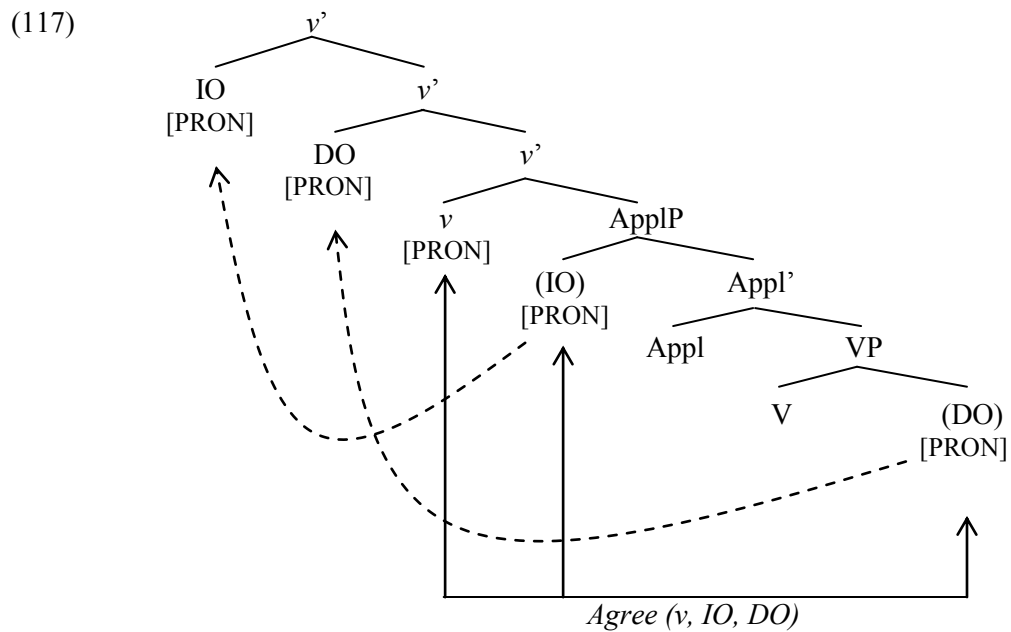 (117)
v’
IO
[PRON]
v’
DO
[PRON]
v’
v
[PRON]
ApplP
(IO)
[PRON]
Appl’
Appl
VP
V
(DO)
[PRON]
Agree (v, IO, DO)